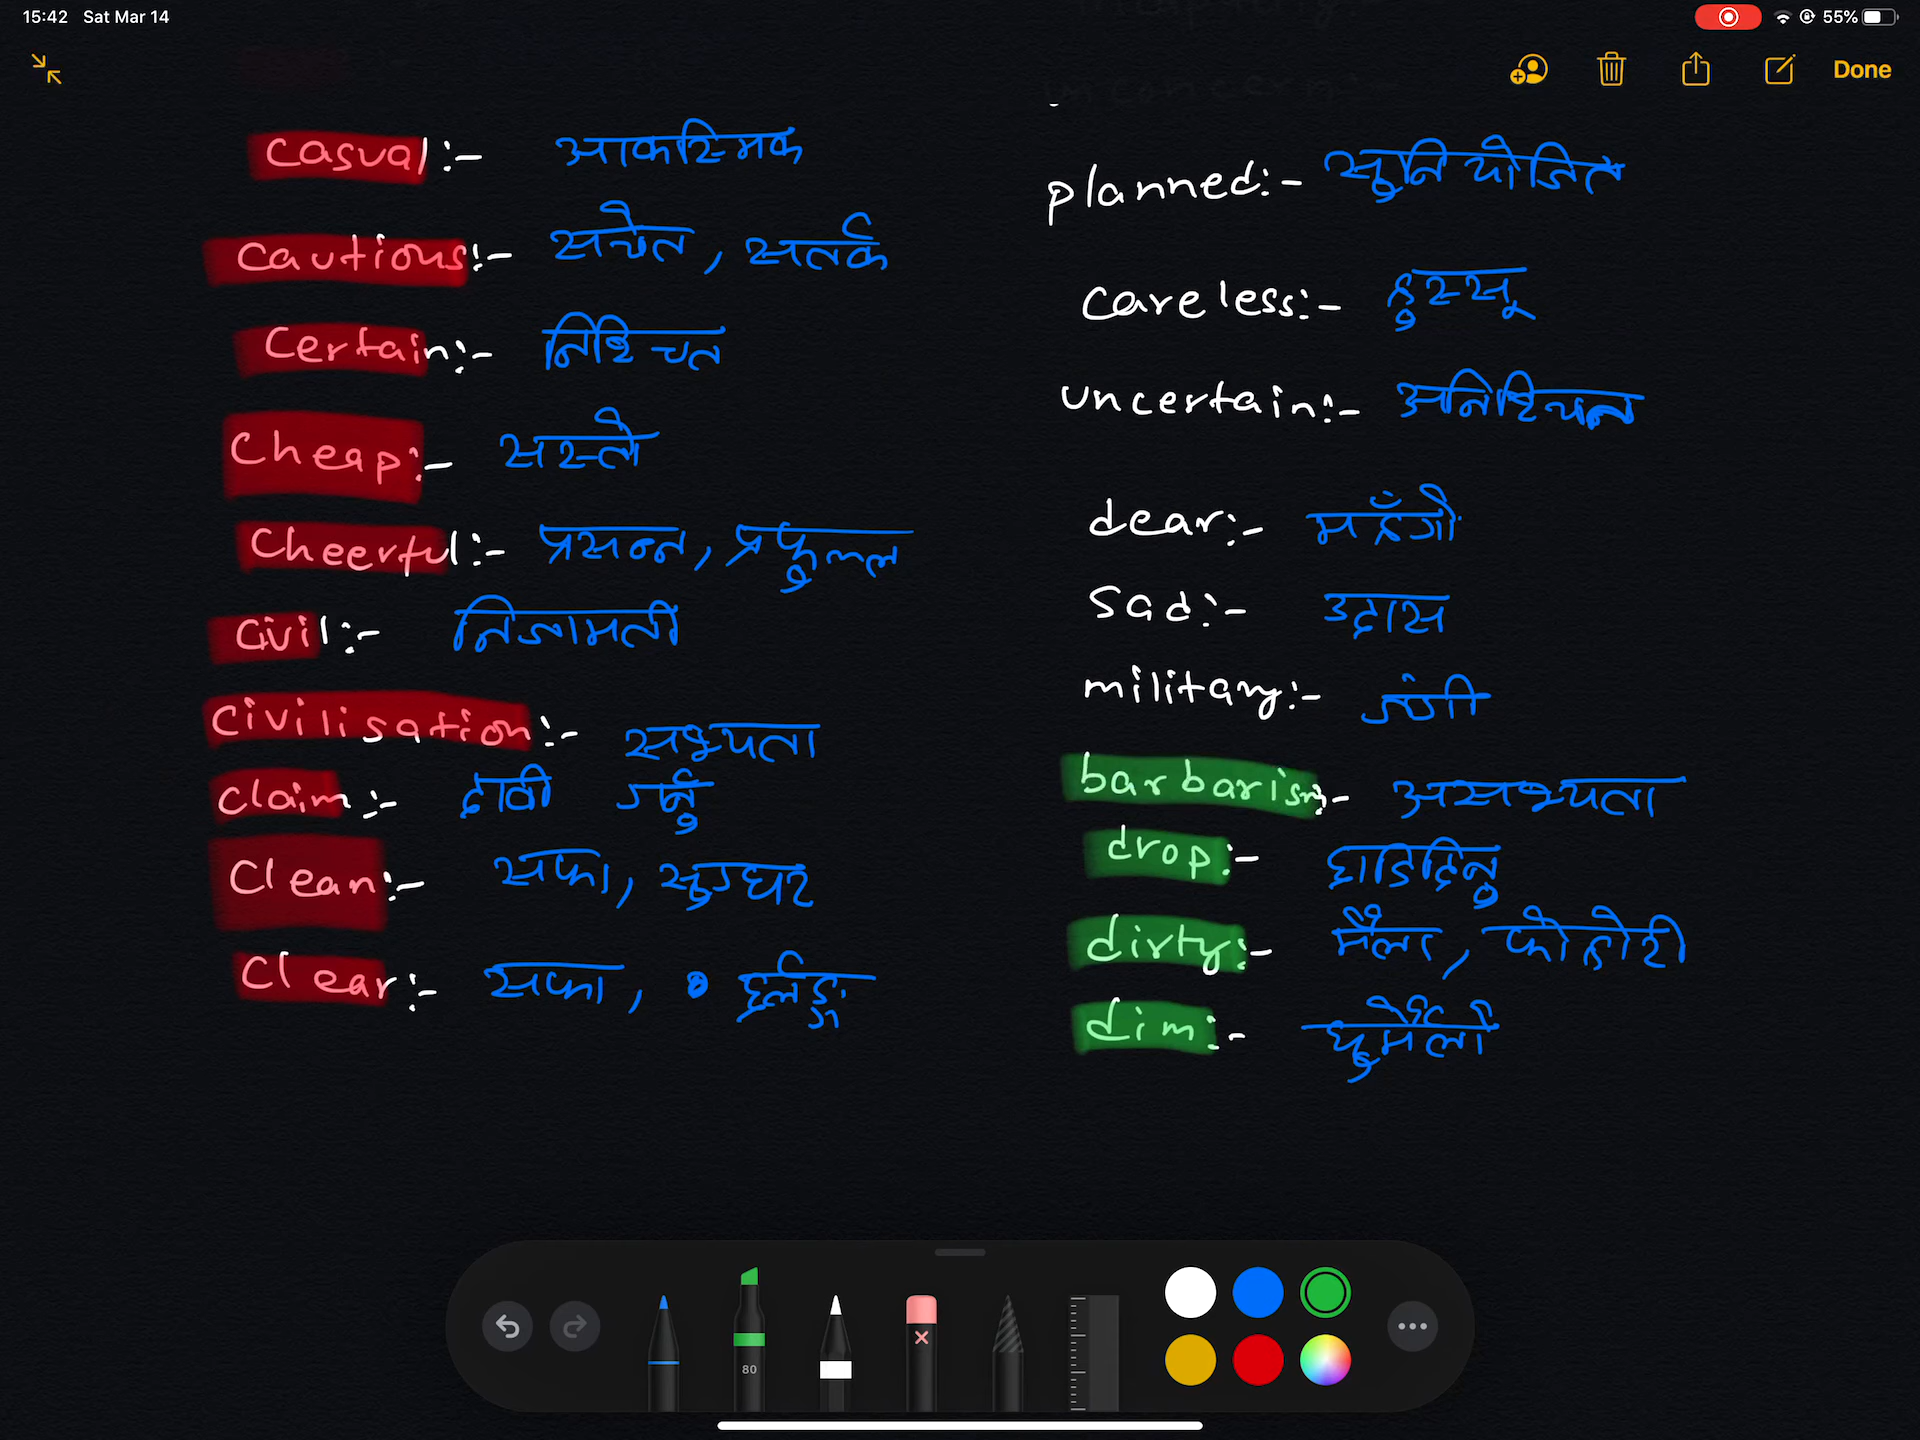 15:42 Sat Mar 14 55%
Done
Casual:- आकस्मिक
planned:- सुनियोजित
Cautious:- सचेत, सतर्क
careless:- हुस्सू
Certain:- निश्चित
uncertain:- अनिश्चित
Cheap:- सस्तो
dear:- महँगो
Cheerful:- प्रसन्न, प्रफुल्ल
Sad:- उदास
Civil:- निजामती
military:- जंगी
Civilisation:- सभ्यता
barbarism:- असभ्यता
Claim:- दावी गर्नु
drop:- छाडिदिनु
Clean:- सफा, सुग्घर
dirty:- मैला, फोहोरी
Clear:- सफा, छर्लङ्ग
dim:- धुमैलो
80